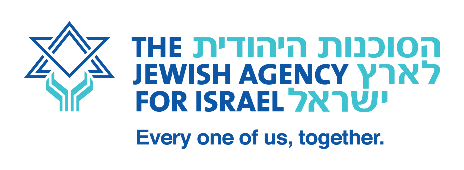 THE הסוכנות היהודית
JEWISH AGENCY לארץ
FOR ISRAEL ישראל
Every one of us, together.